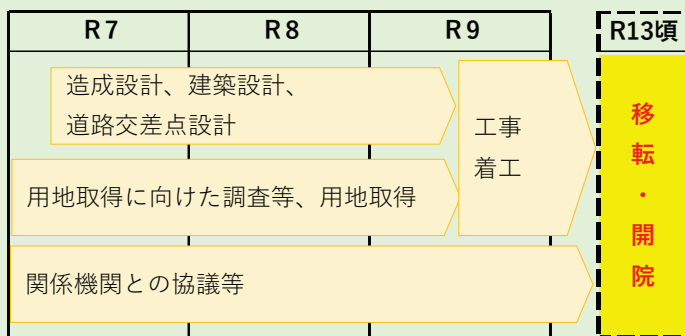 R7
R8
R9
R13頃
造成設計、建築設計、
道路交差点設計
工事
着工
用地取得に向けた調査等、用地取得
関係機関との協議等
移転・開院